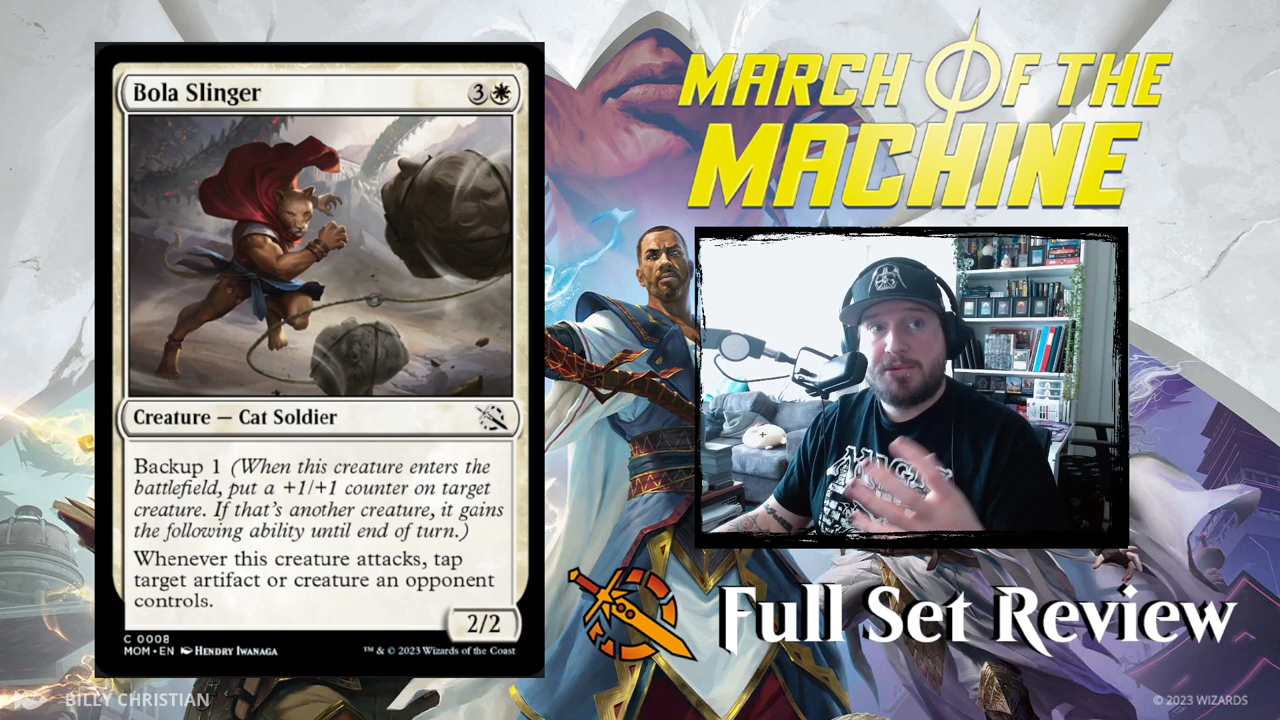 Bola Slinger 3
Creature — Cat Soldier
Backup 1 (When this creature enters the
battlefield, put a +1/+1 counter on target
creature. If that's another creature, it gains
the following ability until end of turn.)
Whenever this creature attacks, tap
target artifact or creature an opponent
controls.
2/2
C 0008
MOM • EN HENDRY IWANAGA
™ & © 2023 Wizards of the Coast
MARCH OF THE
MACHINE
Full Set Review
BILLY CHRISTIAN
© 2023 WIZARDS